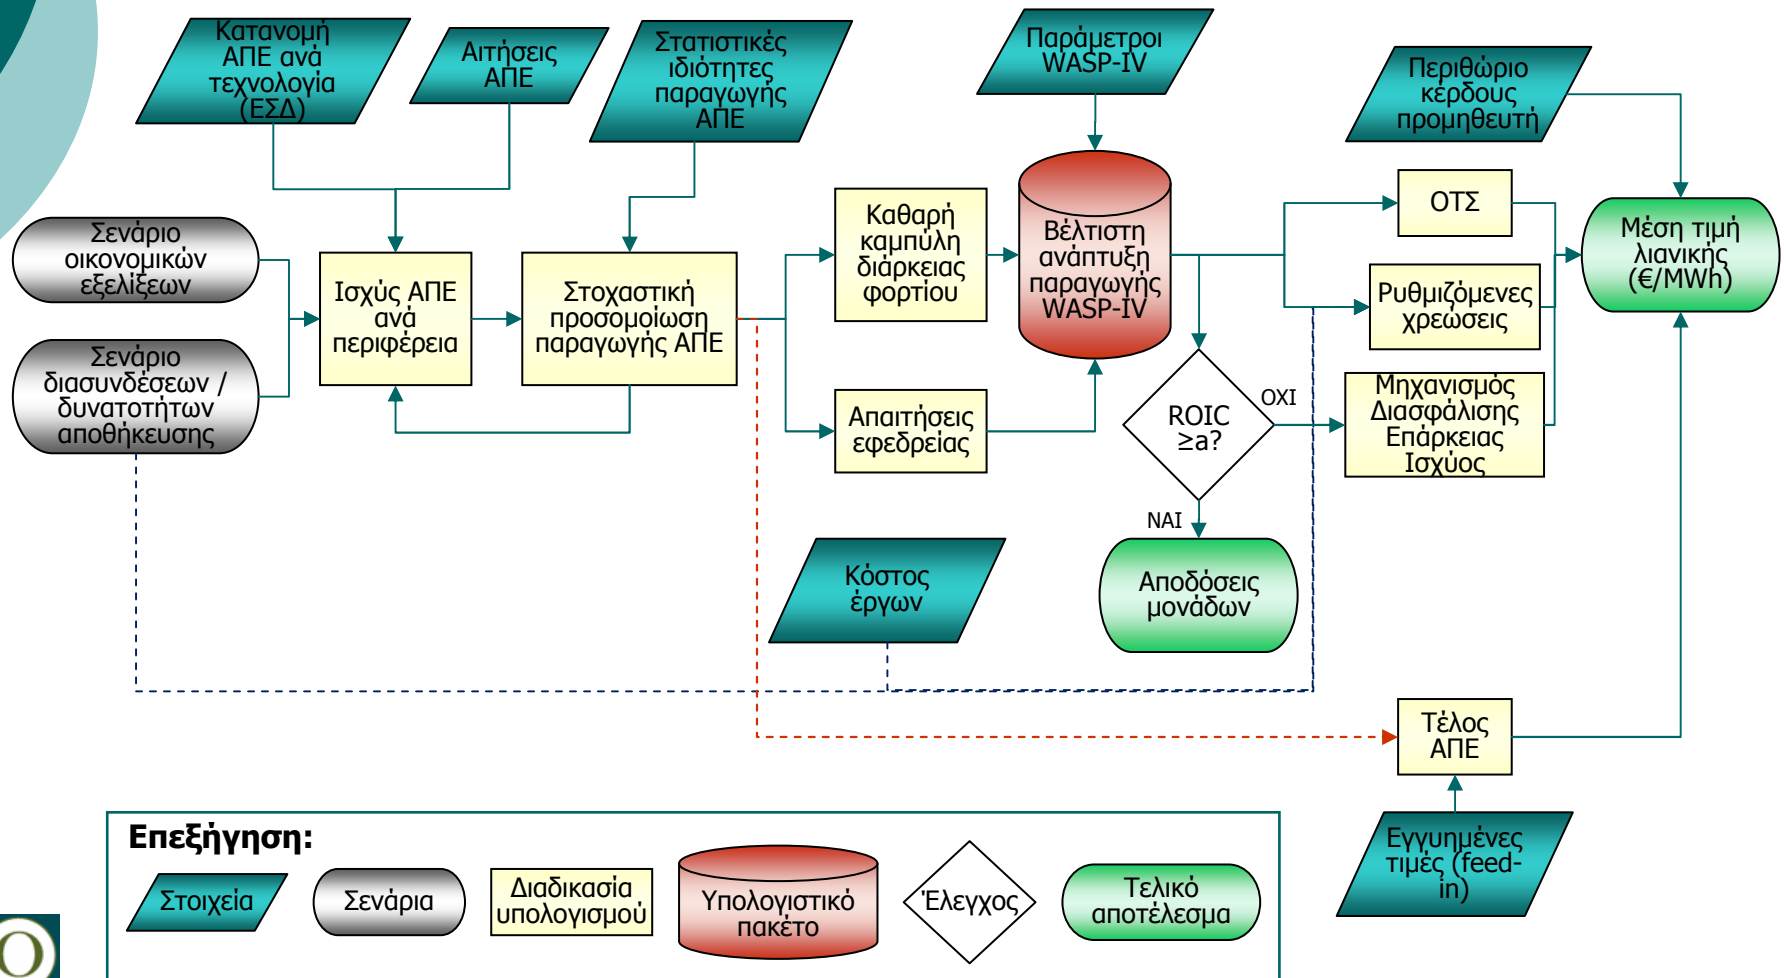 Κατανομή
ΑΠΕ ανά
τεχνολογία
(ΕΣΔ)
Αιτήσεις
ΑΠΕ
Στατιστικές
ιδιότητες
παραγωγής
ΑΠΕ
Παράμετροι
WASP-IV
Περιθώριο
κέρδους
προμηθευτή
Σενάριο
οικονομικών
εξελίξεων
Σενάριο
διασυνδέσεων /
δυνατοτήτων
αποθήκευσης
Ισχύς ΑΠΕ
ανά
περιφέρεια
Στοχαστική
προσομοίωση
παραγωγής ΑΠΕ
Καθαρή
καμπύλη
διάρκειας
φορτίου
Απαιτήσεις
εφεδρείας
Βέλτιστη
ανάπτυξη
παραγωγής
WASP-IV
ROIC
≥a?
ΟΧΙ
ΝΑΙ
ΟΤΣ
Ρυθμιζόμενες
χρεώσεις
Μηχανισμός
Διασφάλισης
Επάρκειας
Ισχύος
Μέση τιμή
λιανικής
(€/MWh)
Κόστος
έργων
Αποδόσεις
μονάδων
Τέλος
ΑΠΕ
Εγγυημένες
τιμές (feed-
in)
Επεξήγηση:
Στοιχεία
Σενάρια
Διαδικασία
υπολογισμού
Υπολογιστικό
πακέτο
Έλεγχος
Τελικό
αποτέλεσμα